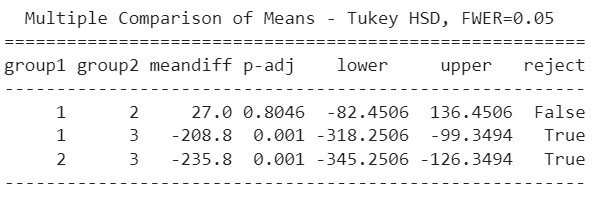 Multiple Comparison of Means - Tukey HSD, FWER=0.05
========================================================
group1 group2 meandiff p-adj lower upper reject
--------------------------------------------------------
1 2 27.0 0.8046 -82.4506 136.4506 False
1 3 -208.8 0.001 -318.2506 -99.3494 True
2 3 -235.8 0.001 -345.2506 -126.3494 True
--------------------------------------------------------